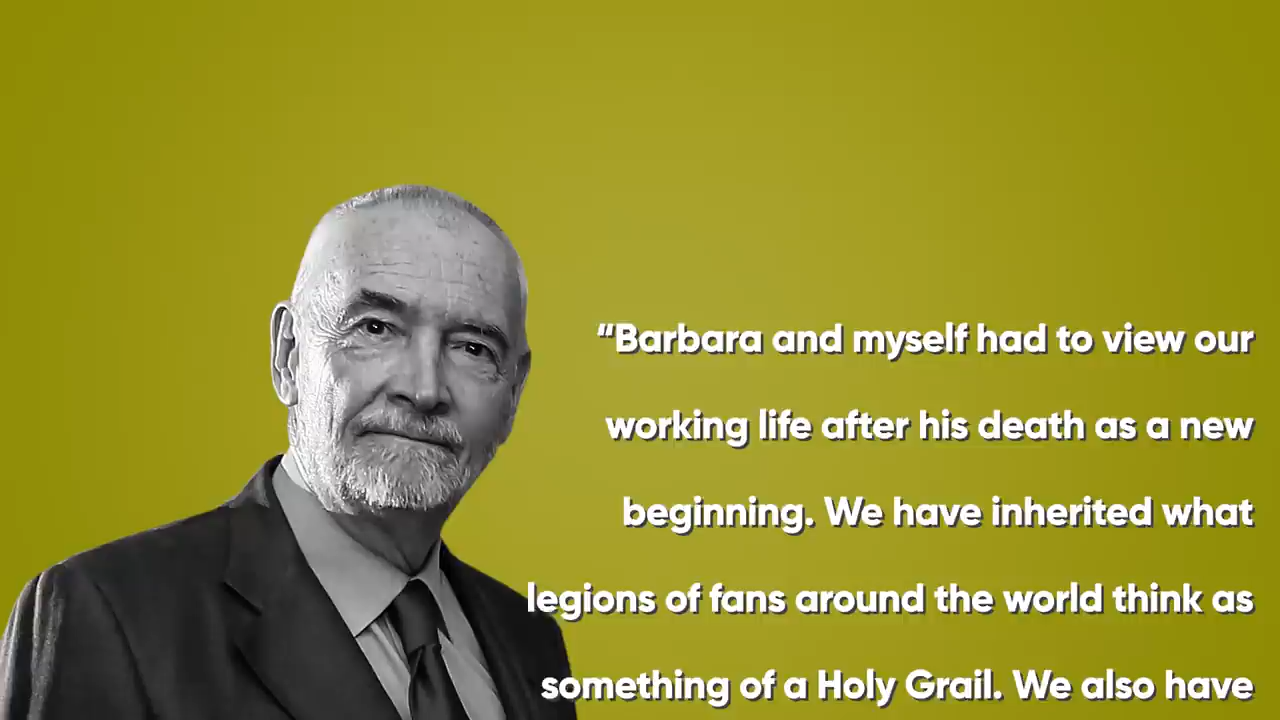 “Barbara and myself had to view our
working life after his death as a new
beginning. We have inherited what
legions of fans around the world think as
something of a Holy Grail. We also have